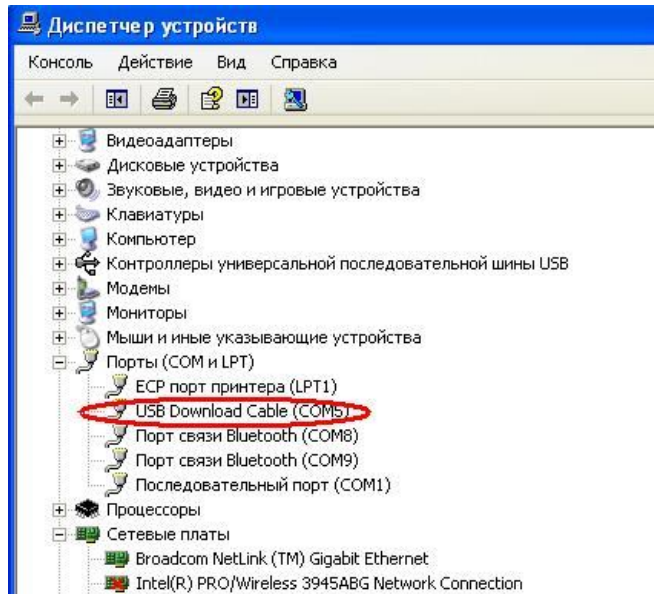 Диспетчер устройств
Консоль Действие Вид Справка
Видеоадаптеры
Дисковые устройства
Звуковые, видео и игровые устройства
Клавиатуры
Компьютер
Контроллеры универсальной последовательной шины USB
Модемы
Мониторы
Мыши и иные указывающие устройства
Порты (COM и LPT)
ECP порт принтера (LPT1)
USB Download Cable (COM5)
Порт связи Bluetooth (COM8)
Порт связи Bluetooth (COM9)
Последовательный порт (COM1)
Процессоры
Сетевые платы
Broadcom NetLink (TM) Gigabit Ethernet
Intel(R) PRO/Wireless 3945ABG Network Connection